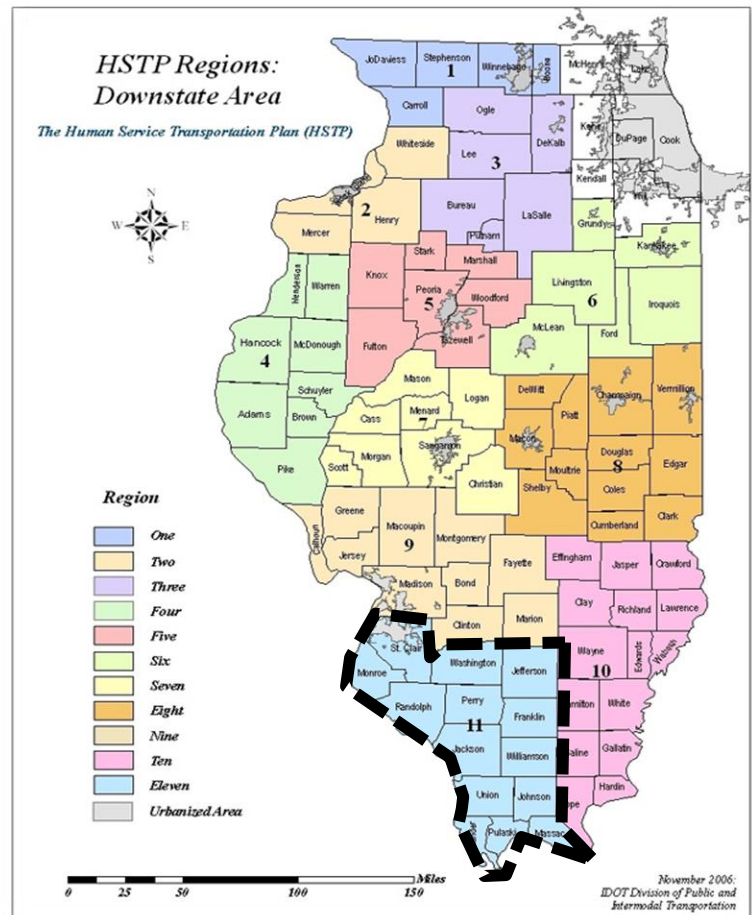 HSTP Regions:
Downstate Area
The Human Service Transportation Plan (HSTP)
JoDaviess
Stephenson
Winnebago
Boone
McHenry
Lake
1
Carroll
Ogle
Whiteside
Lee
3
DeKalb
Kane
DuPage
Cook
Kendall
Will
N
W
E
S
2
Henry
Mercer
Bureau
Putnam
LaSalle
Grundy
Kankakee
Henderson
Warren
Knox
Stark
Marshall
Peoria
5
Woodford
Livingston
6
Iroquois
Ford
McLean
Tazewell
Fulton
Hancock
4
McDonough
Schuyler
Adams
Brown
Pike
Mason
Logan
Cass
Menard
7
Sangamon
Morgan
Scott
Christian
DeWitt
Piatt
Champaign
Vermillion
Macon
Douglas
8
Moultrie
Shelby
Coles
Edgar
Cumberland
Clark
Greene
Calhoun
Jersey
Macoupin
9
Montgomery
Fayette
Madison
Bond
Clinton
Marion
Effingham
Jasper
Crawford
Clay
Richland
Lawrence
Wayne
10
Edwards
Wabash
White
Gallatin
Hardin
St. Clair
Monroe
Washington
Jefferson
Randolph
Perry
Franklin
11
Jackson
Williamson
Union
Johnson
Pulaski
Massac
Region
One
Two
Three
Four
Five
Six
Seven
Eight
Nine
Ten
Eleven
Urbanized Area
Miles
0 25 50 100 150
November 2006:
IDOT Division of Public and
Intermodal Transportation